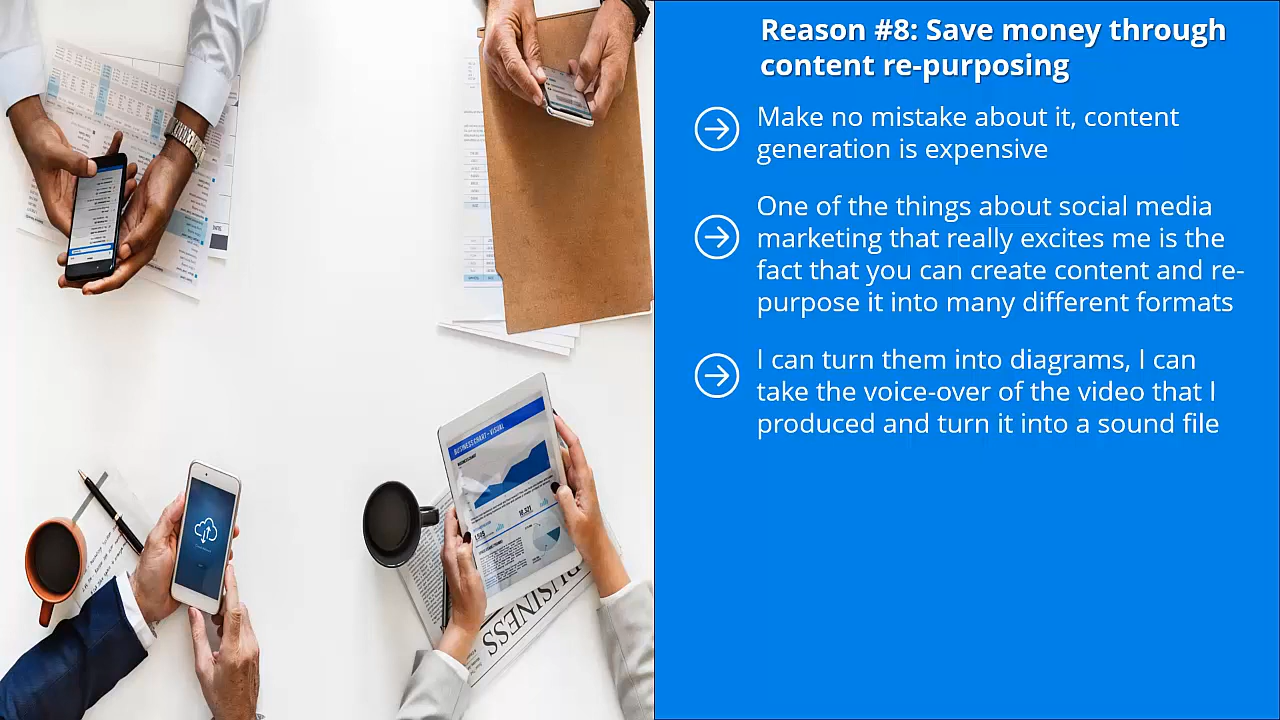 Reason #8: Save money through
content re-purposing
Make no mistake about it, content
generation is expensive
One of the things about social media
marketing that really excites me is the
fact that you can create content and re-
purpose it into many different formats
I can turn them into diagrams, I can
take the voice-over of the video that I
produced and turn it into a sound file
BUSINESS CHART - VISUAL
BUSINESS